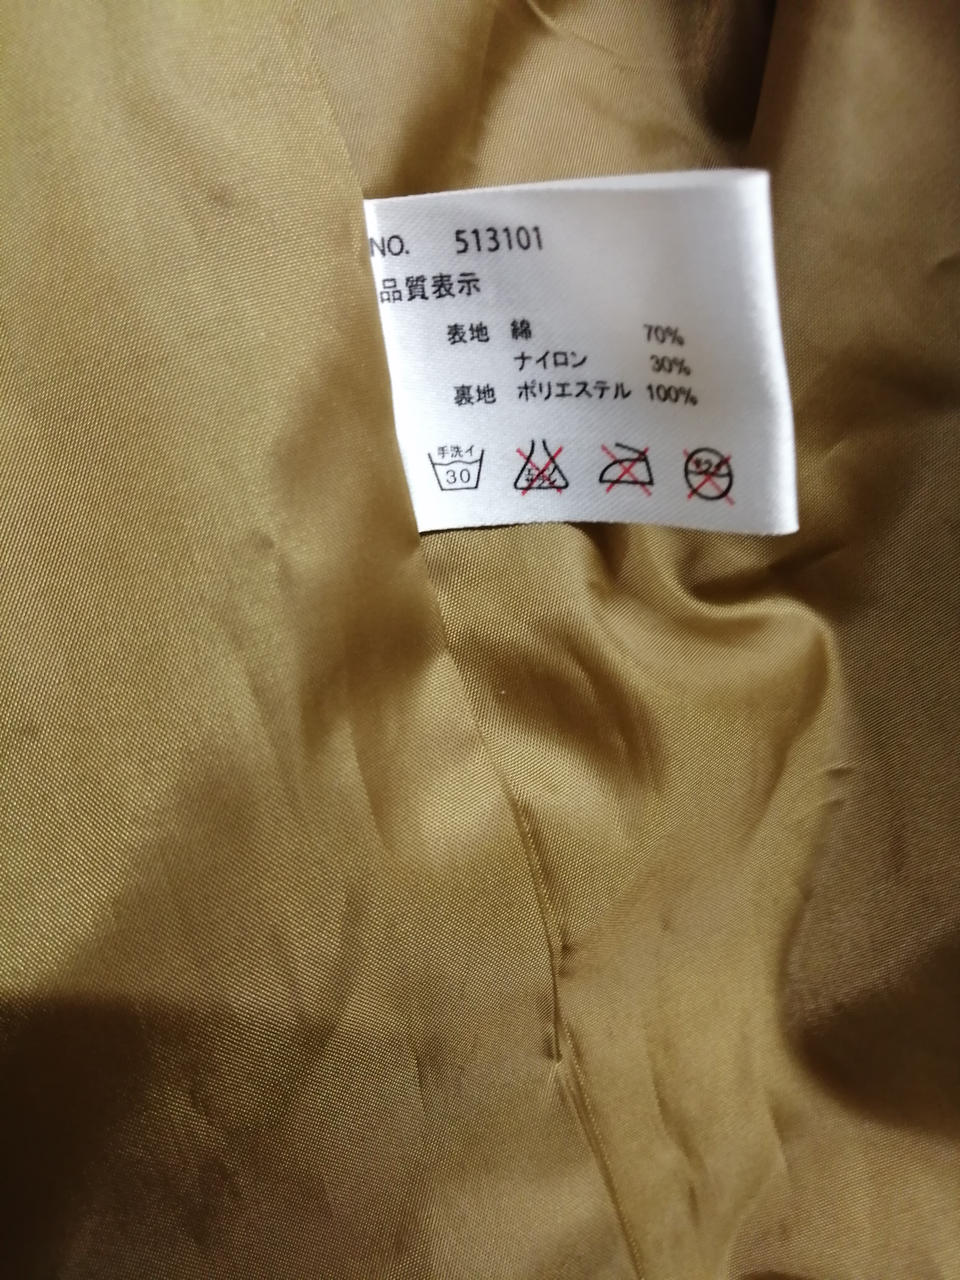 NO. 513101
品質表示
表地 綿 70%
ナイロン 30%
裏地 ポリエステル 100%
手洗イ
30